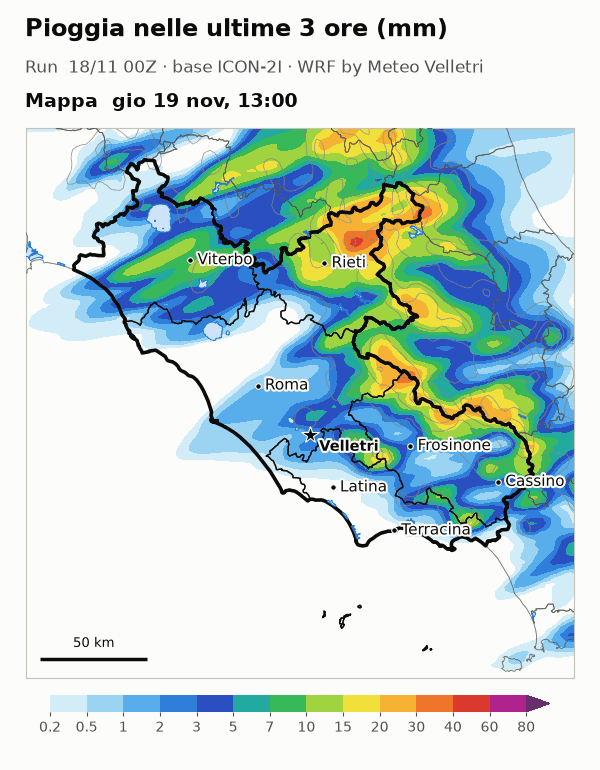 Pioggia nelle ultime 3 ore (mm)
Run  18/11 00Z · base ICON-2I · WRF by Meteo Velletri
Mappa  gio 19 nov, 13:00
Viterbo
Rieti
Roma
Velletri
Frosinone
Cassino
Latina
Terracina
50 km
0.2 0.5 1 2 3 5 7 10 15 20 30 40 60 80